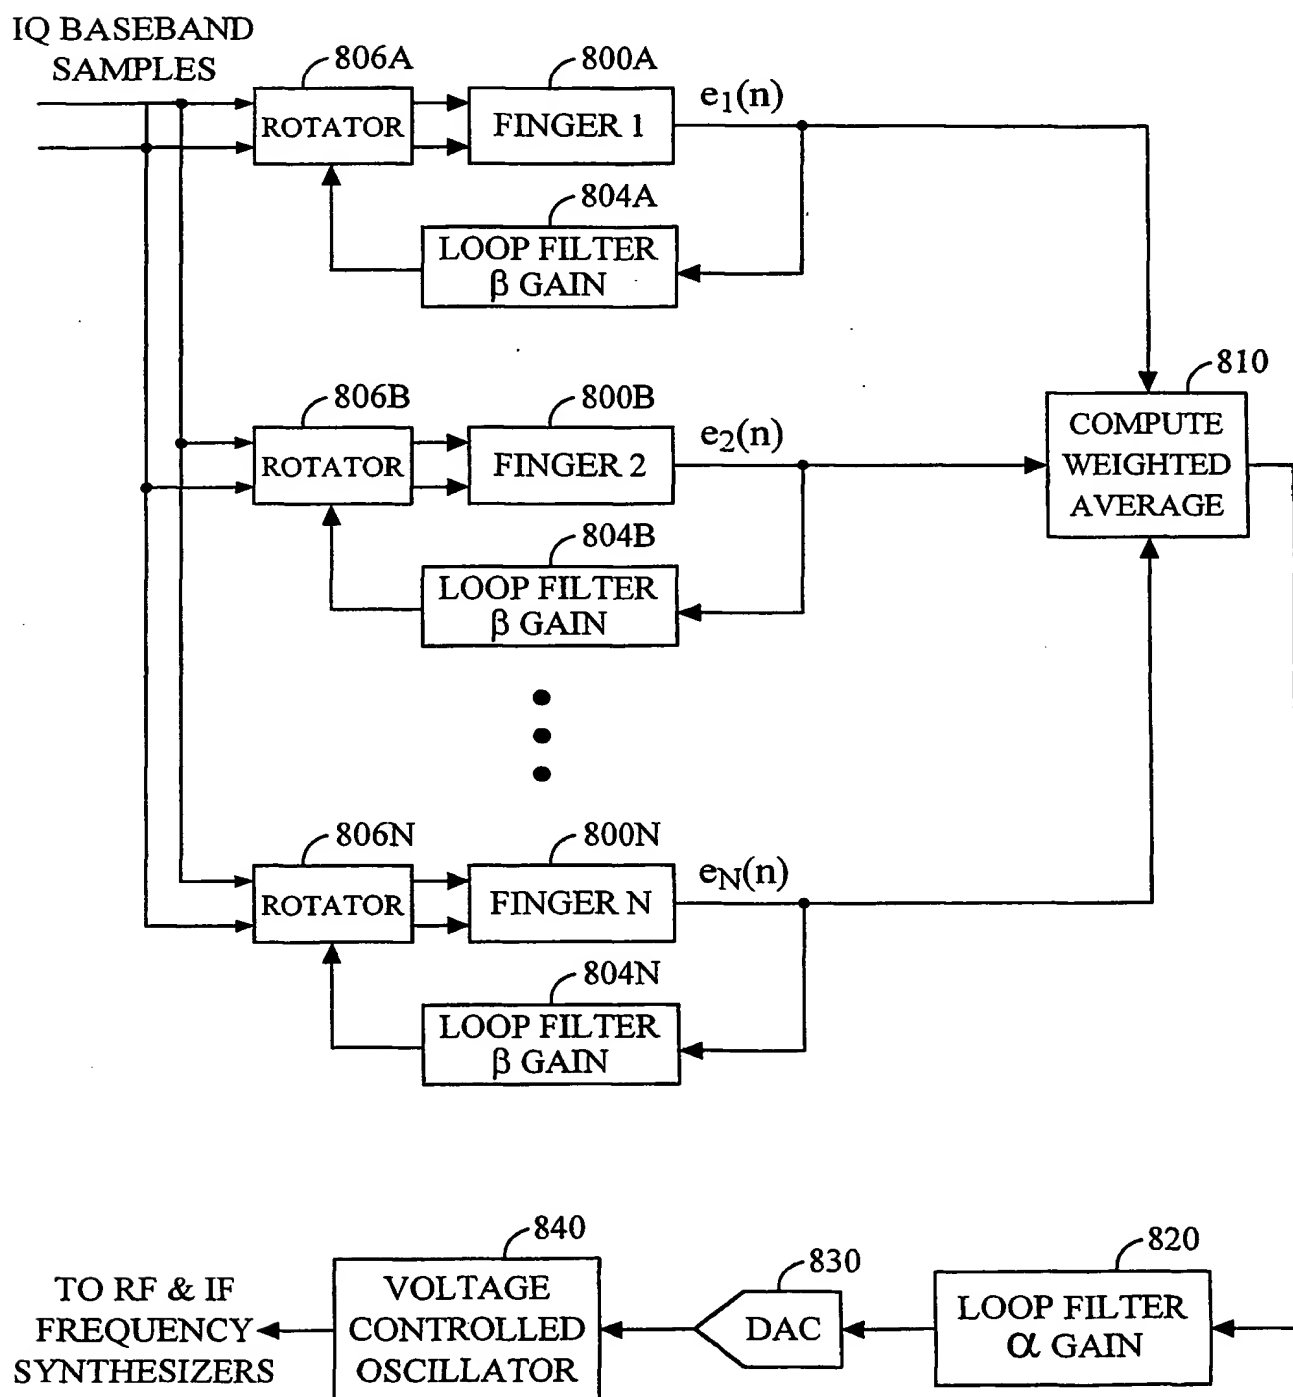 IQ BASEBAND
SAMPLES
806A
800A
ROTATOR
FINGER 1
e1(n)
804A
LOOP FILTER
β GAIN
806B
800B
ROTATOR
FINGER 2
e2(n)
804B
LOOP FILTER
β GAIN
810
COMPUTE
WEIGHTED
AVERAGE
806N
800N
ROTATOR
FINGER N
eN(n)
804N
LOOP FILTER
β GAIN
840
VOLTAGE
CONTROLLED
OSCILLATOR
TO RF & IF
FREQUENCY
SYNTHESIZERS
830
DAC
820
LOOP FILTER
α GAIN